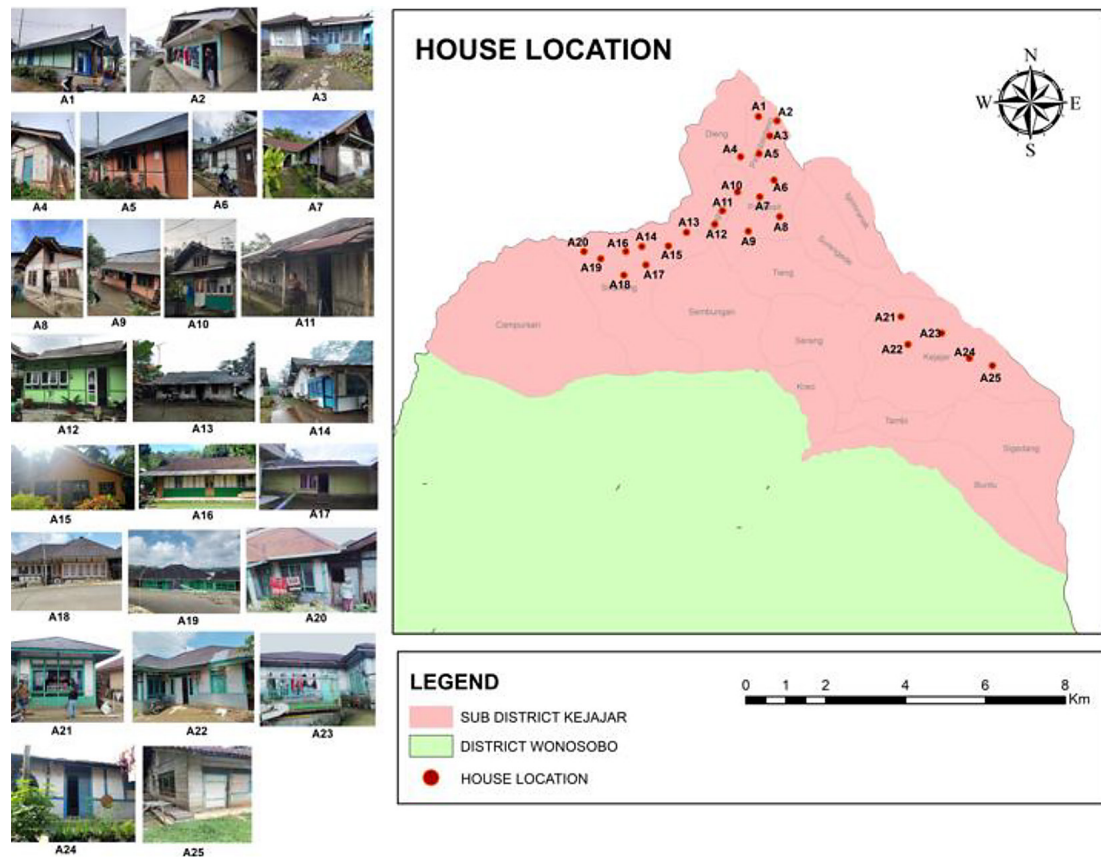 A1
A2
A3
A4
A5
A6
A7
A8
A9
A10
A11
A12
A13
A14
A15
A16
A17
A18
A19
A20
A21
A22
A23
A24
A25
HOUSE LOCATION
N
W E
S
A1
A2
A3
Dieng
A4
A5
A6
A10
A7
A11
A8
A13
A12
A9
A20
A16
A14
A15
A19
A17
A18
Tieng
Campursari
Sembungan
A21
A23
Serang
A22
Kejajar
A24
A25
Kreo
Tambi
Sigedang
Buntu
LEGEND
SUB DISTRICT KEJAJAR
DISTRICT WONOSOBO
HOUSE LOCATION
0 1 2 4 6 8
Km